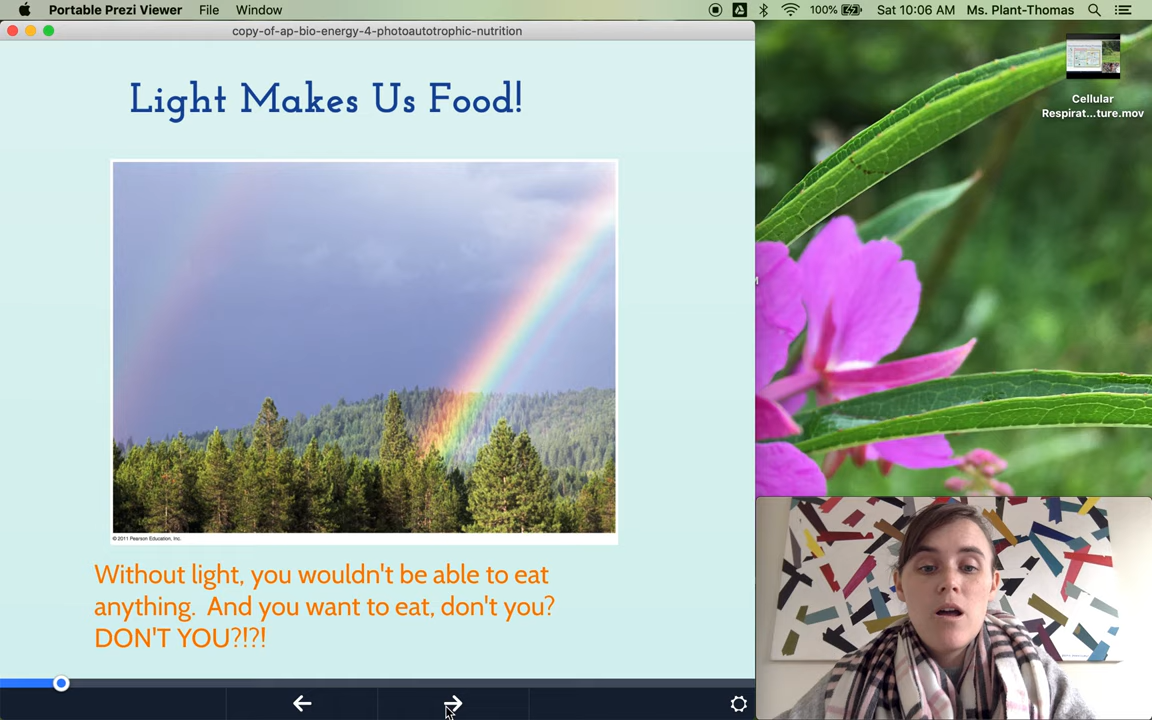 Portable Prezi Viewer File Window 100% Sat 10:06 AM Ms. Plant-Thomas
copy-of-ap-bio-energy-4-photoautotrophic-nutrition
Light Makes Us Food!
© 2011 Pearson Education, Inc.
Without light, you wouldn't be able to eat
anything. And you want to eat, don't you?
DON'T YOU?!?!
Cellular
Respirat...ture.mov